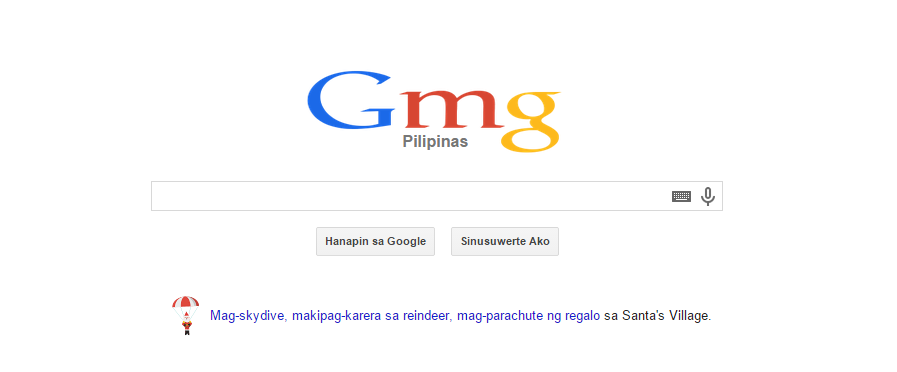 Gmg
Pilipinas
Hanapin sa Google
Sinusuwerte Ako
Mag-skydive, makipag-karera sa reindeer, mag-parachute ng regalo sa Santa's Village.